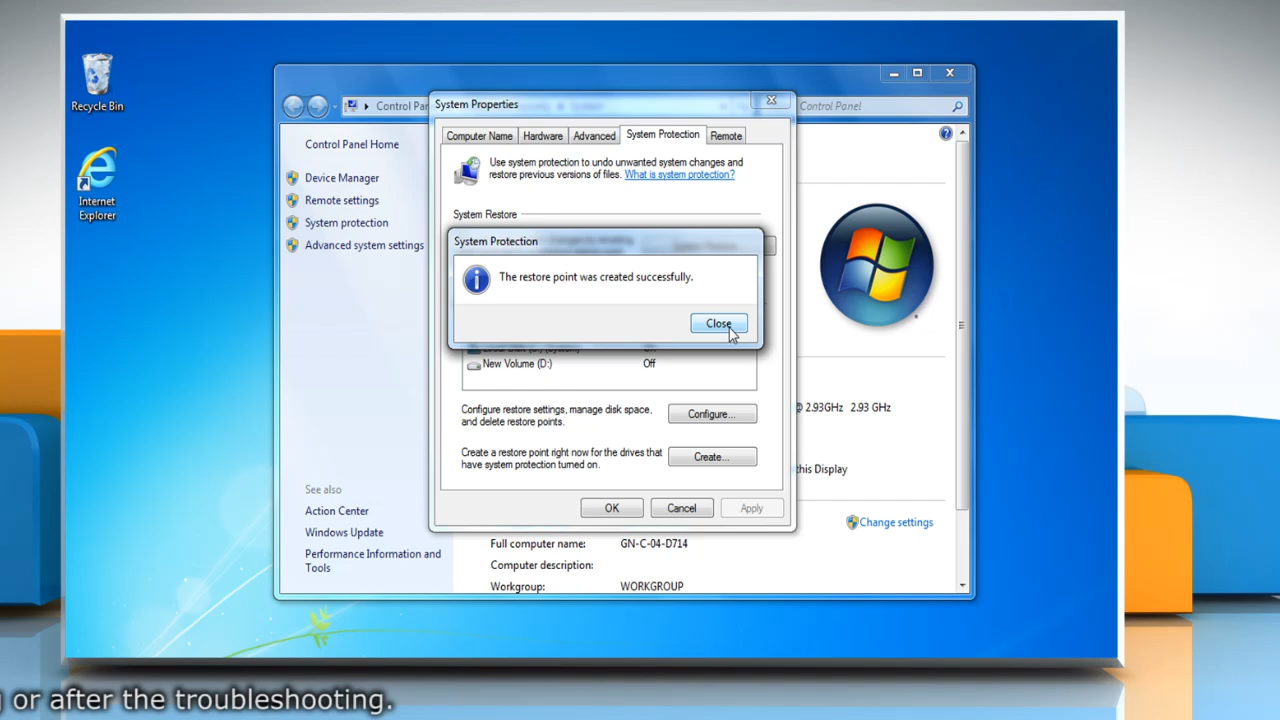 Recycle Bin
Internet
Explorer
Control Par
Control Panel
Control Panel Home
Device Manager
Remote settings
System protection
Advanced system settings
See also
Action Center
Windows Update
Performance Information and
Tools
System Properties
Computer Name
Hardware
Advanced
System Protection
Remote
Use system protection to undo unwanted system changes and
restore previous versions of files. What is system protection?
System Restore
System Protection
The restore point was created successfully.
Close
New Volume (D:) Off
Configure restore settings, manage disk space,
and delete restore points.
Configure...
Create a restore point right now for the drives that
have system protection turned on.
Create...
OK
Cancel
Apply
@ 2.93GHz 2.93 GHz
this Display
Change settings
Full computer name: GN-C-04-D714
Computer description:
Workgroup: WORKGROUP
or after the troubleshooting.